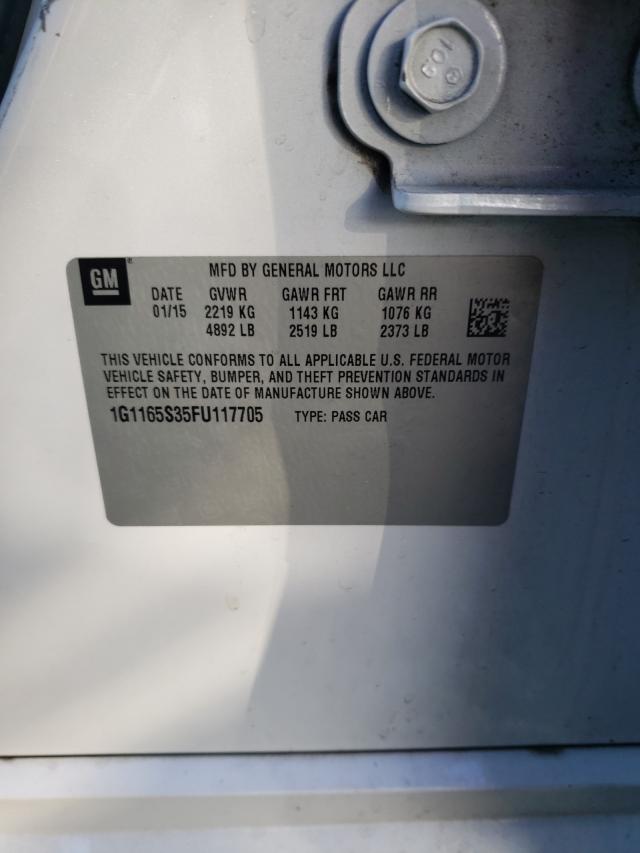 109
GM
MFD BY GENERAL MOTORS LLC
DATE GVWR GAWR FRT GAWR RR
01/15 2219 KG 1143 KG 1076 KG
4892 LB 2519 LB 2373 LB
THIS VEHICLE CONFORMS TO ALL APPLICABLE U.S. FEDERAL MOTOR
VEHICLE SAFETY, BUMPER, AND THEFT PREVENTION STANDARDS IN
EFFECT ON THE DATE OF MANUFACTURE SHOWN ABOVE.
1G1165S35FU117705 TYPE: PASS CAR